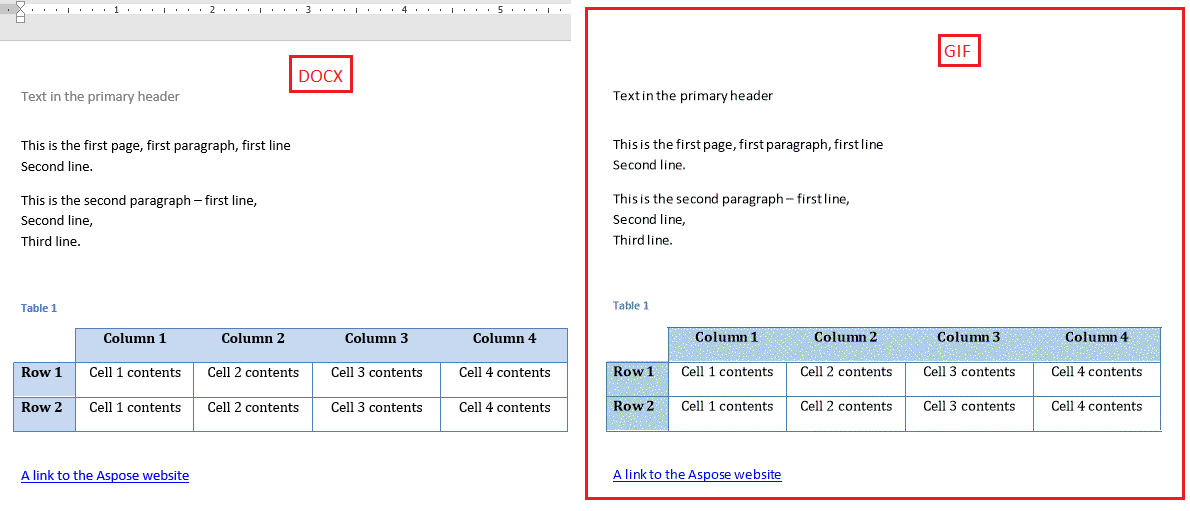 1 2 3 4 5
DOCX
Text in the primary header
This is the first page, first paragraph, first line
Second line.
This is the second paragraph – first line,
Second line,
Third line.
Table 1
Column 1 Column 2 Column 3 Column 4
Row 1 Cell 1 contents Cell 2 contents Cell 3 contents Cell 4 contents
Row 2 Cell 1 contents Cell 2 contents Cell 3 contents Cell 4 contents
A link to the Aspose website
GIF
Text in the primary header
This is the first page, first paragraph, first line
Second line.
This is the second paragraph – first line,
Second line,
Third line.
Table 1
Column 1 Column 2 Column 3 Column 4
Row 1 Cell 1 contents Cell 2 contents Cell 3 contents Cell 4 contents
Row 2 Cell 1 contents Cell 2 contents Cell 3 contents Cell 4 contents
A link to the Aspose website